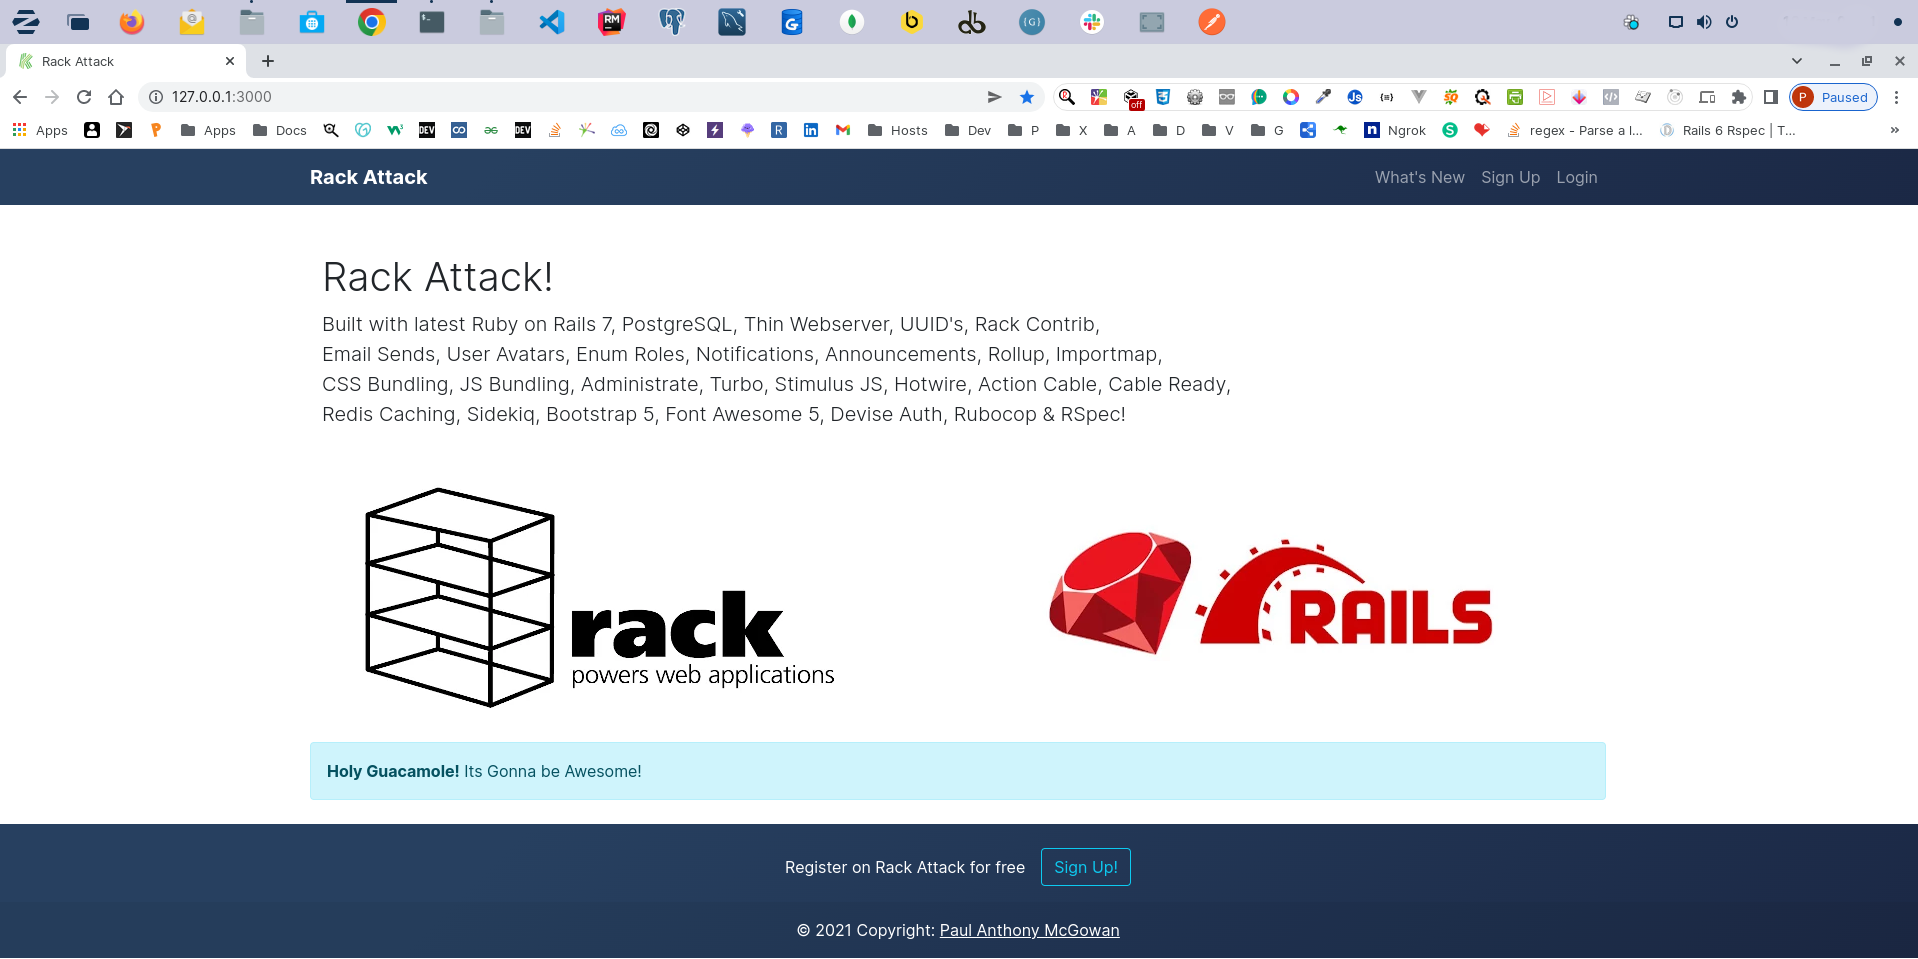 Rack Attack
127.0.0.1:3000
off
P Paused
Apps
DEV
DEV
R
Apps
Docs
Hosts
Dev
P
X
A
D
V
G
Ngrok
regex - Parse a l...
Rails 6 Rspec | T...
Rack Attack
What's New
Sign Up
Login
Rack Attack!
Built with latest Ruby on Rails 7, PostgreSQL, Thin Webserver, UUID's, Rack Contrib,
Email Sends, User Avatars, Enum Roles, Notifications, Announcements, Rollup, Importmap,
CSS Bundling, JS Bundling, Administrate, Turbo, Stimulus JS, Hotwire, Action Cable, Cable Ready,
Redis Caching, Sidekiq, Bootstrap 5, Font Awesome 5, Devise Auth, Rubocop & RSpec!
rack
powers web applications
RAILS
Holy Guacamole! Its Gonna be Awesome!
Register on Rack Attack for free
Sign Up!
© 2021 Copyright: Paul Anthony McGowan